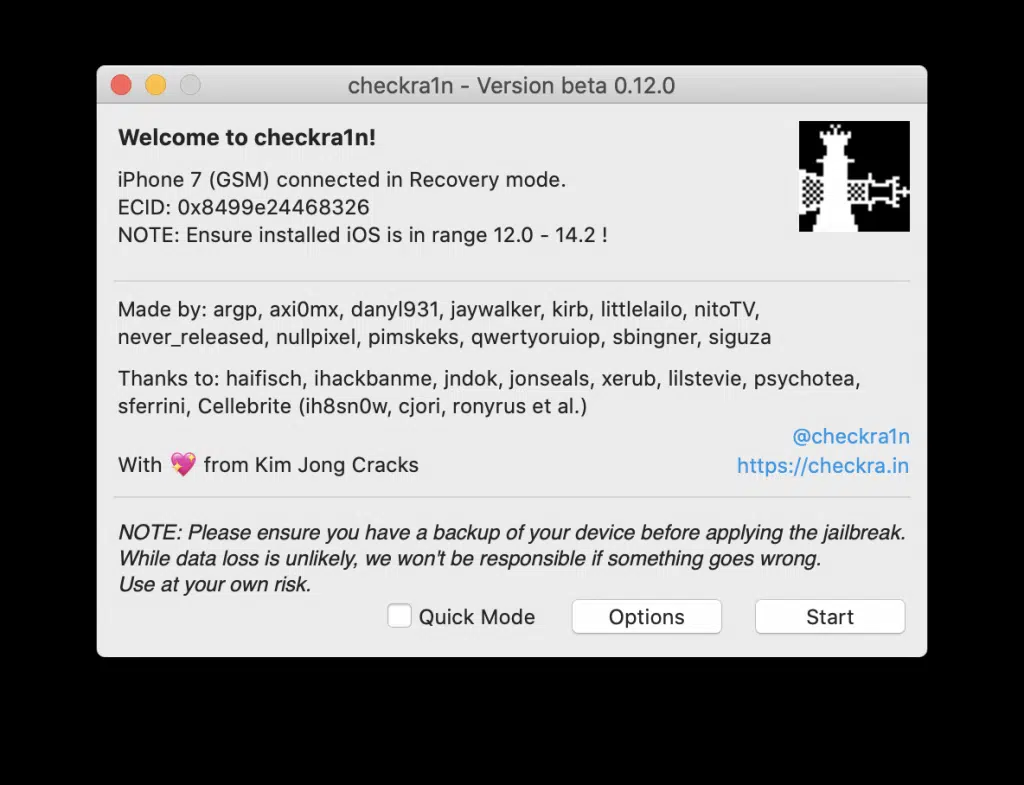 checkra1n - Version beta 0.12.0
Welcome to checkra1n!
iPhone 7 (GSM) connected in Recovery mode.
ECID: 0x8499e24468326
NOTE: Ensure installed iOS is in range 12.0 - 14.2 !
Made by: argp, axi0mx, danyl931, jaywalker, kirb, littlelailo, nitoTV,
never_released, nullpixel, pimskeks, qwertyoruiop, sbingner, siguza
Thanks to: haifisch, ihackbanme, jndok, jonseals, xerub, lilstevie, psychotea,
sferrini, Cellebrite (ih8sn0w, cjori, ronyrus et al.)
@checkra1n
With 💖 from Kim Jong Cracks
https://checkra.in
NOTE: Please ensure you have a backup of your device before applying the jailbreak.
While data loss is unlikely, we won't be responsible if something goes wrong.
Use at your own risk.
Quick Mode
Options
Start